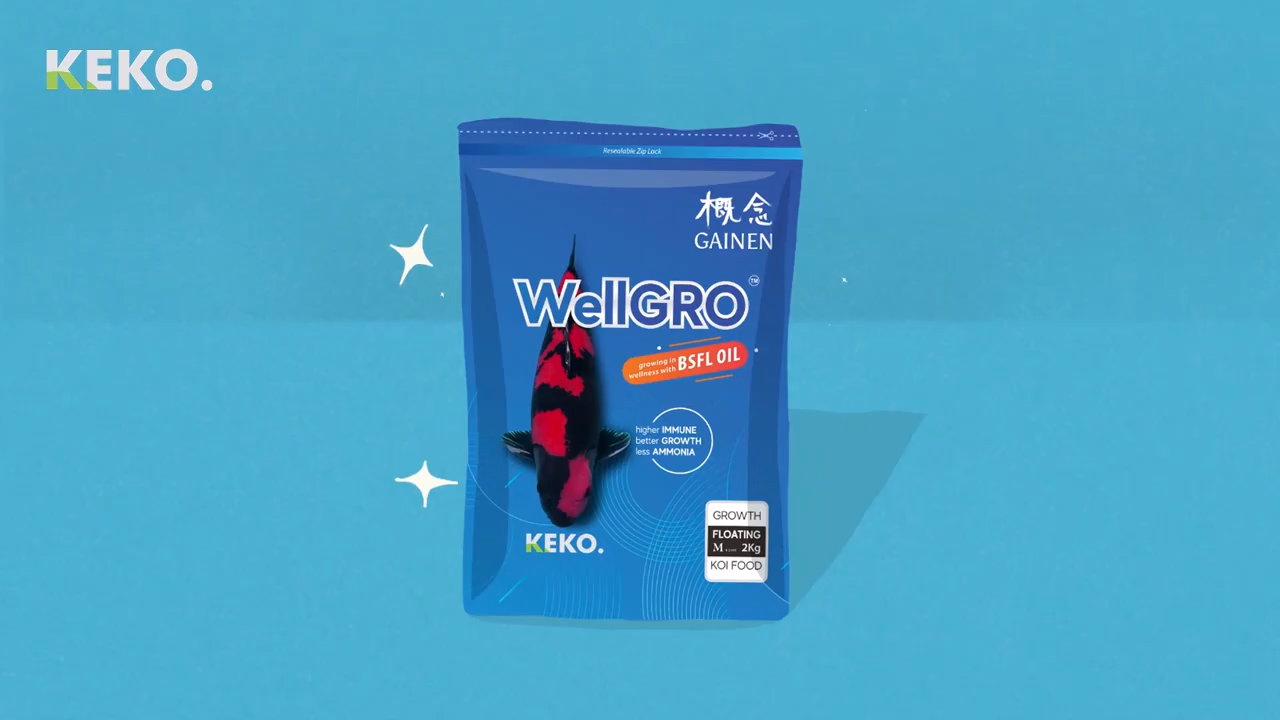 KEKO.
Resealable Zip Lock
概念
GAINEN
WellGRO™
growing in
wellness with BSFL OIL
higher IMMUNE
better GROWTH
less AMMONIA
GROWTH
FLOATING
M 2Kg
KOI FOOD
KEKO.